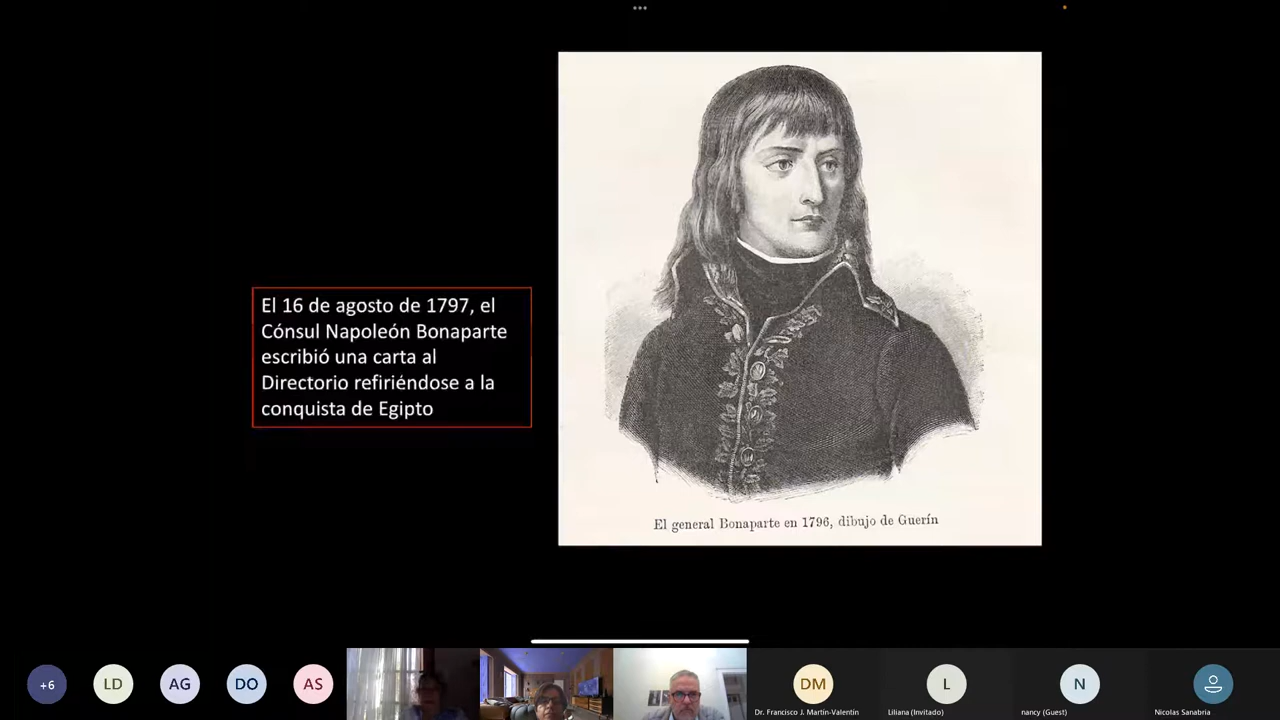 El 16 de agosto de 1797, el
Cónsul Napoleón Bonaparte
escribió una carta al
Directorio refiriéndose a la
conquista de Egipto
El general Bonaparte en 1796, dibujo de Guerín
+6
LD
AG
DO
AS
DM
L
N
Dr. Francisco J. Martín-Valentín
Liliana (Invitado)
nancy (Guest)
Nicolas Sanabria